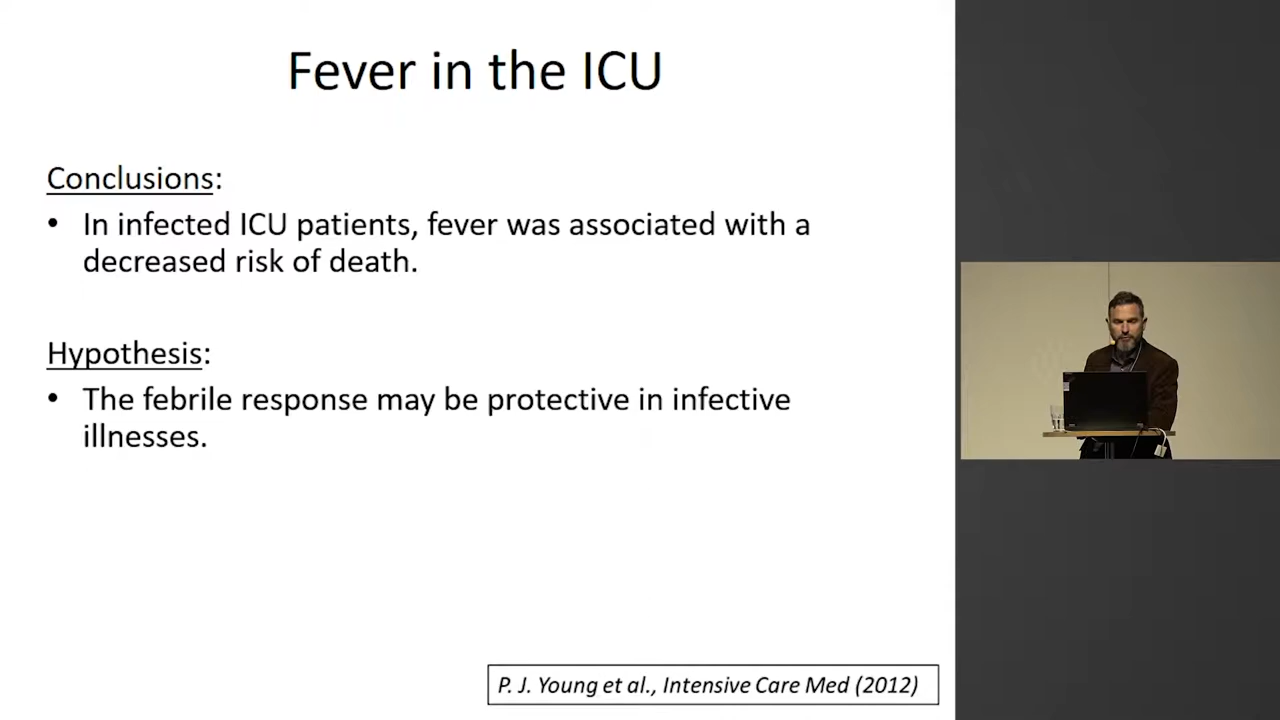 Fever in the ICU
Conclusions:
• In infected ICU patients, fever was associated with a
decreased risk of death.
Hypothesis:
• The febrile response may be protective in infective
illnesses.
P. J. Young et al., Intensive Care Med (2012)